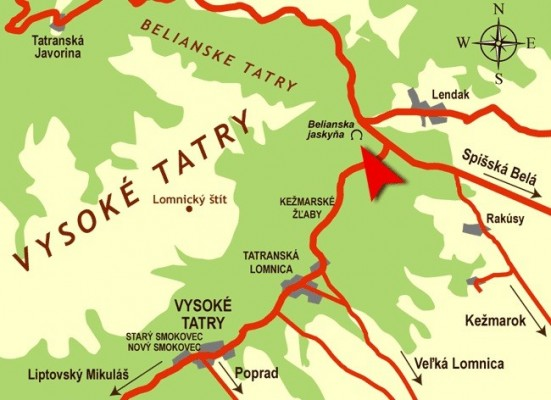 N
W E
S
Tatranská
Javorina
BELIANSKE TATRY
Lendak
Belianska
jaskyňa
VYSOKÉ TATRY
Spišská Belá
Lomnický štít
KEŽMARSKÉ
ŽĽABY
Rakúsy
TATRANSKÁ
LOMNICA
VYSOKÉ
TATRY
Kežmarok
STARÝ SMOKOVEC
NOVÝ SMOKOVEC
Veľká Lomnica
Liptovský Mikuláš
Poprad